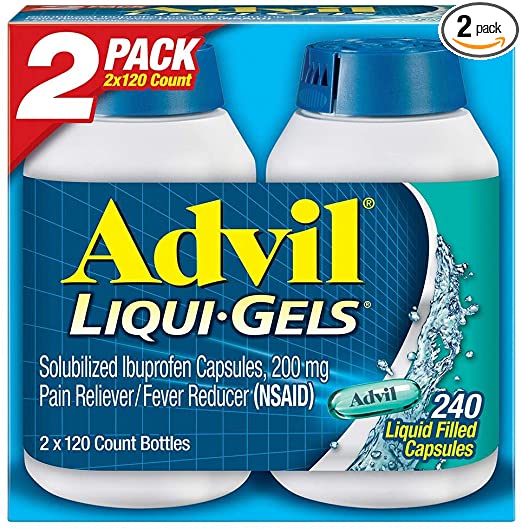 2 PACK
2x120 Count
2
pack
Advil®
LIQUI·GELS®
Solubilized Ibuprofen Capsules, 200 mg
Pain Reliever/Fever Reducer (NSAID)
2 x 120 Count Bottles
Advil
240
Liquid Filled
Capsules